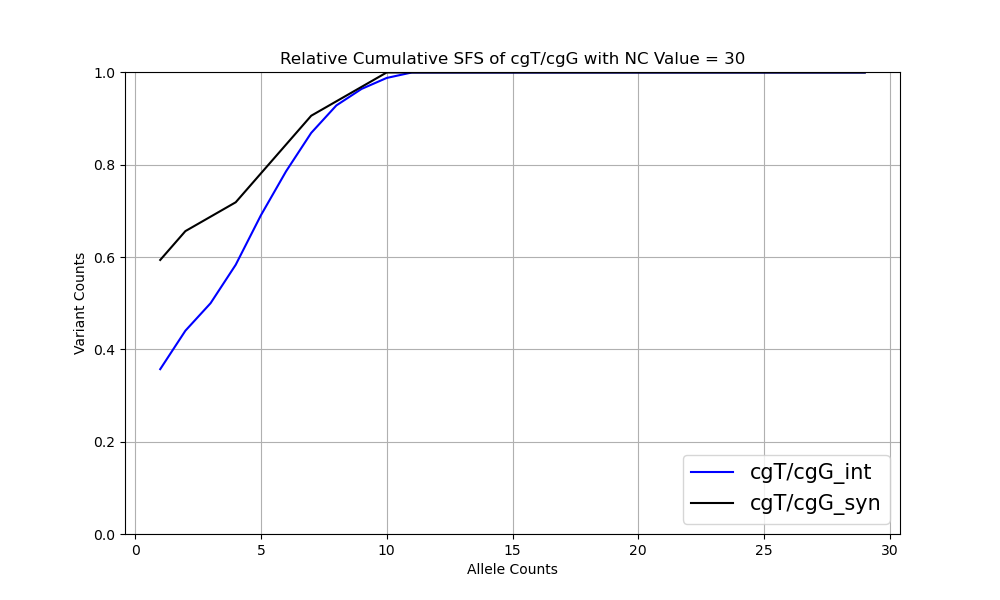 Relative Cumulative SFS of cgT/cgG with NC Value = 30
1.0
0.8
0.6
0.4
0.2
0.0
Variant Counts
0 5 10 15 20 25 30
Allele Counts
cgT/cgG_int
cgT/cgG_syn